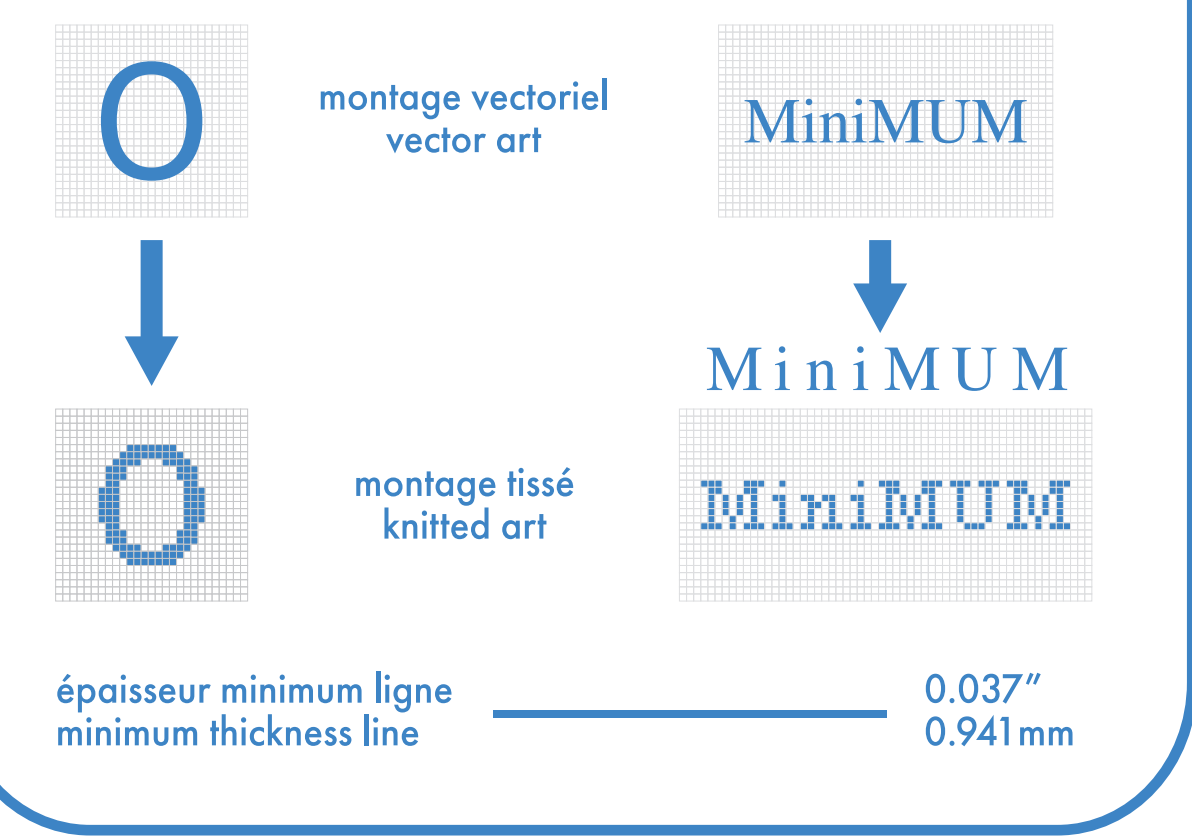 O
montage vectoriel
vector art
MiniMUM
MiniMUM
O
montage tissé
knitted art
MiniMUM
épaisseur minimum ligne
minimum thickness line
0.037"
0.941mm